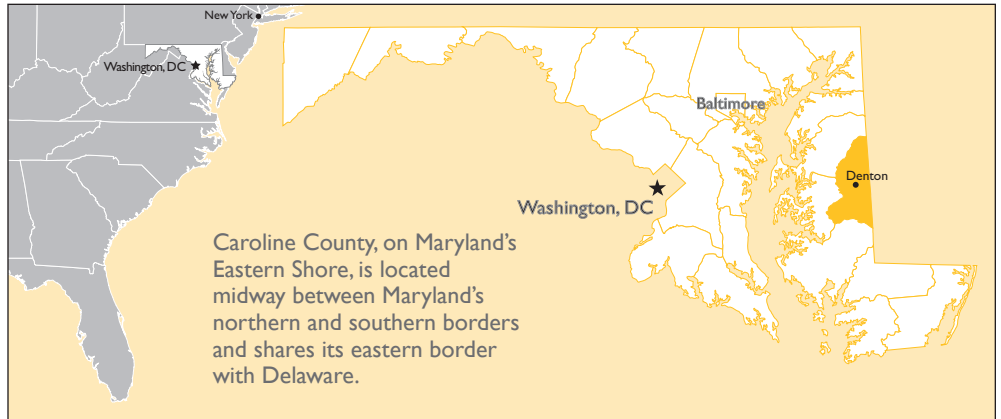 New York
Washington, DC
Baltimore
Denton
Washington, DC
Caroline County, on Maryland's
Eastern Shore, is located
midway between Maryland's
northern and southern borders
and shares its eastern border
with Delaware.